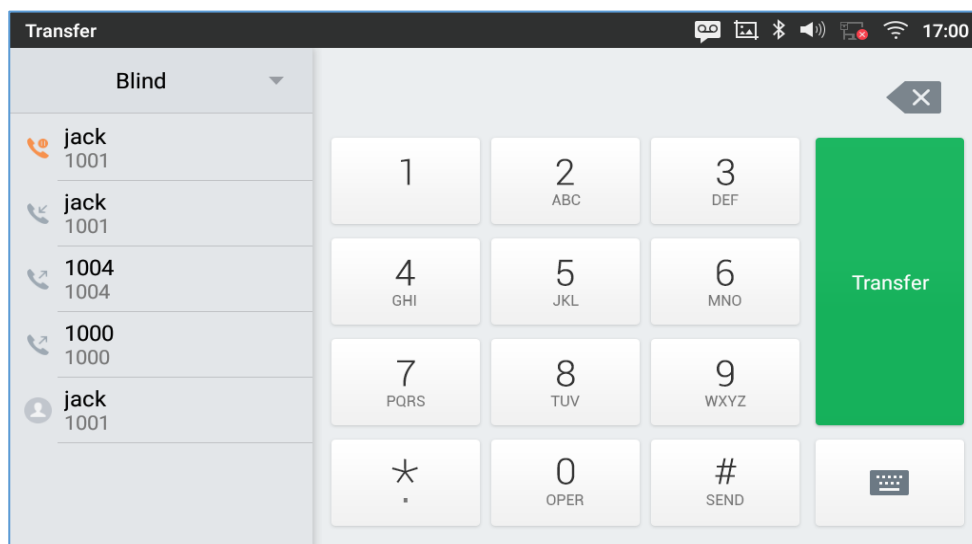 Transfer
17:00
Blind
jack
1001
jack
1001
1004
1004
1000
1000
jack
1001
1
2
ABC
3
DEF
4
GHI
5
JKL
6
MNO
Transfer
7
PQRS
8
TUV
9
WXYZ
*
.
0
OPER
#
SEND